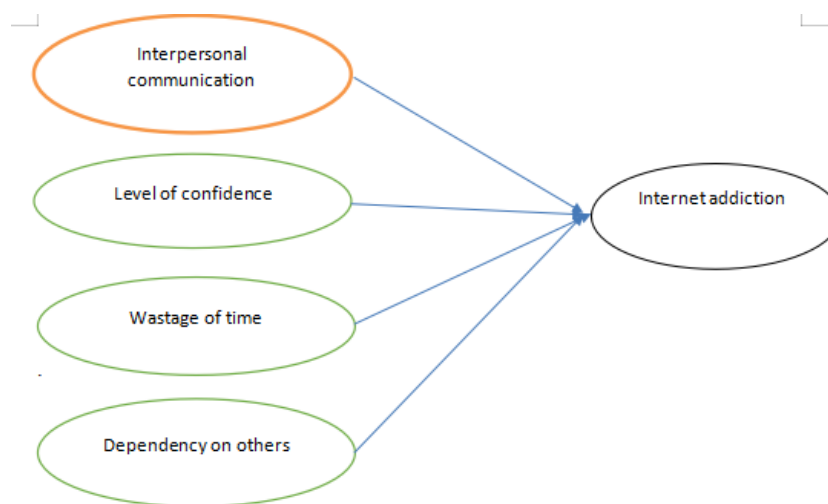 Interpersonal
communication
Level of confidence
Internet addiction
Wastage of time
Dependency on others